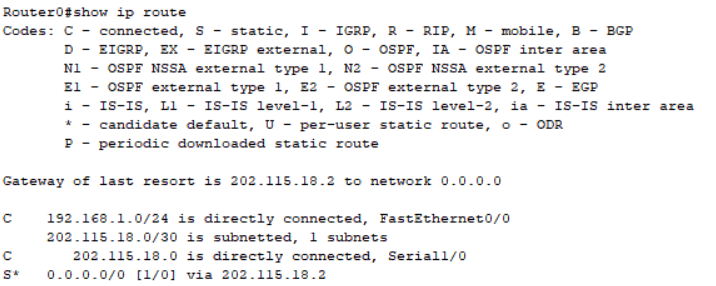 Router0#show ip route
Codes: C - connected, S - static, I - IGRP, R - RIP, M - mobile, B - BGP
       D - EIGRP, EX - EIGRP external, O - OSPF, IA - OSPF inter area
       N1 - OSPF NSSA external type 1, N2 - OSPF NSSA external type 2
       E1 - OSPF external type 1, E2 - OSPF external type 2, E - EGP
       i - IS-IS, L1 - IS-IS level-1, L2 - IS-IS level-2, ia - IS-IS inter area
       * - candidate default, U - per-user static route, o - ODR
       P - periodic downloaded static route

Gateway of last resort is 202.115.18.2 to network 0.0.0.0

C    192.168.1.0/24 is directly connected, FastEthernet0/0
     202.115.18.0/30 is subnetted, 1 subnets
C       202.115.18.0 is directly connected, Serial1/0
S*   0.0.0.0/0 [1/0] via 202.115.18.2